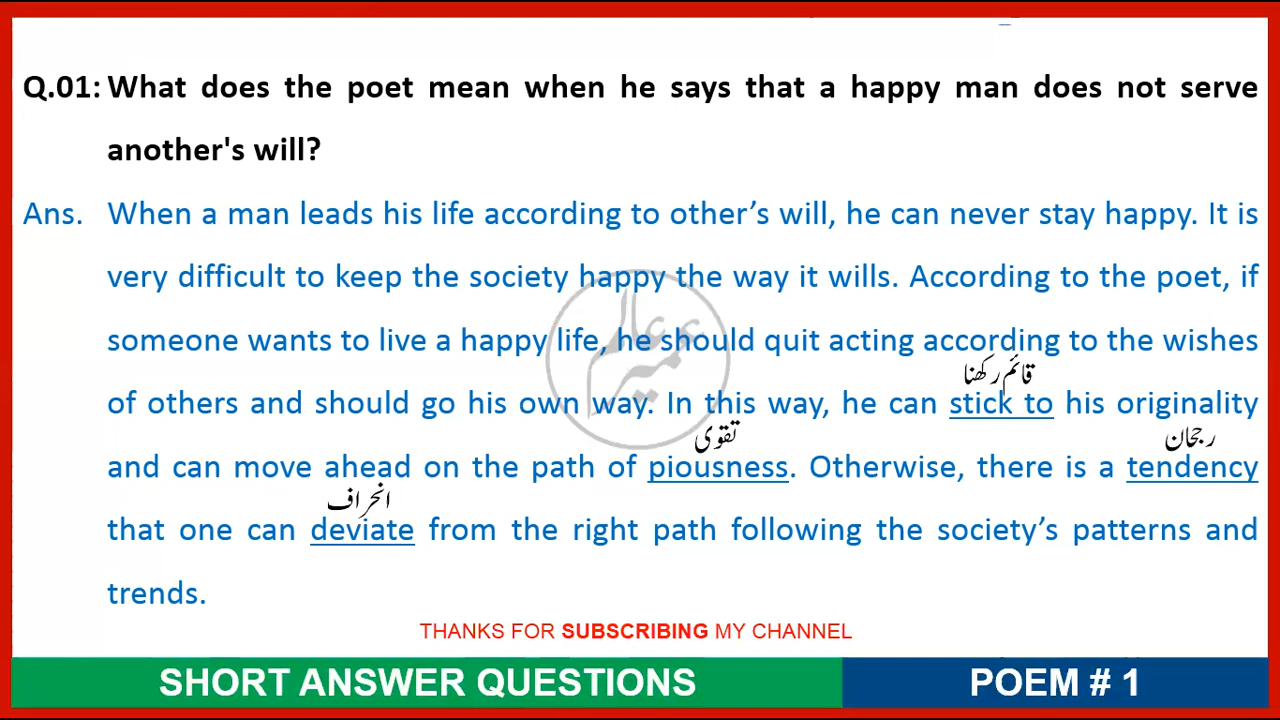 Q.01: What does the poet mean when he says that a happy man does not serve
another's will?
Ans. When a man leads his life according to other’s will, he can never stay happy. It is
very difficult to keep the society happy the way it wills. According to the poet, if
someone wants to live a happy life, he should quit acting according to the wishes
قائم رکھنا
of others and should go his own way. In this way, he can stick to his originality
تقویٰ رجحان
and can move ahead on the path of piousness. Otherwise, there is a tendency
انحراف
that one can deviate from the right path following the society’s patterns and
trends.
عمیر عالم
THANKS FOR SUBSCRIBING MY CHANNEL
SHORT ANSWER QUESTIONS POEM # 1